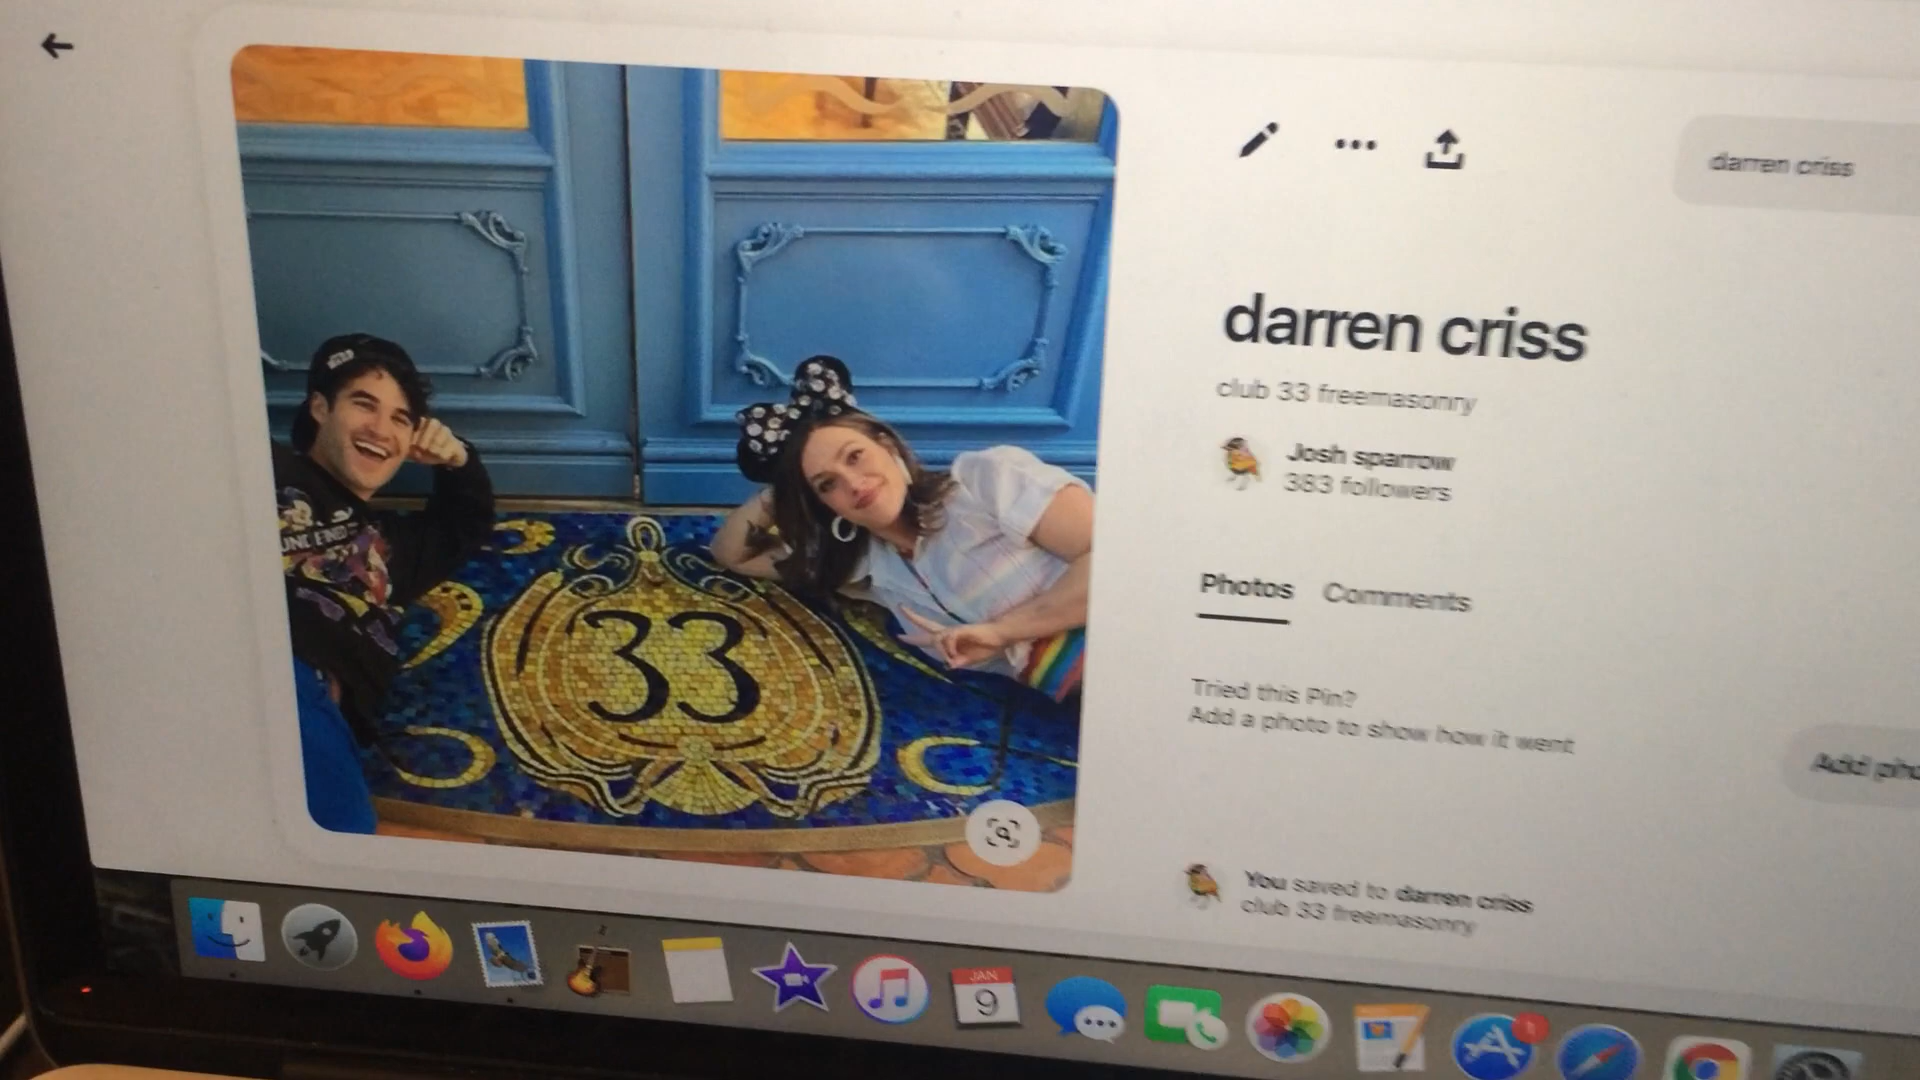 33
darren criss
darren criss
club 33 freemasonry
Josh sparrow
383 followers
Photos Comments
Tried this Pin?
Add a photo to show how it went
Add
You saved to darren criss
club 33 freemasonry
JAN
9